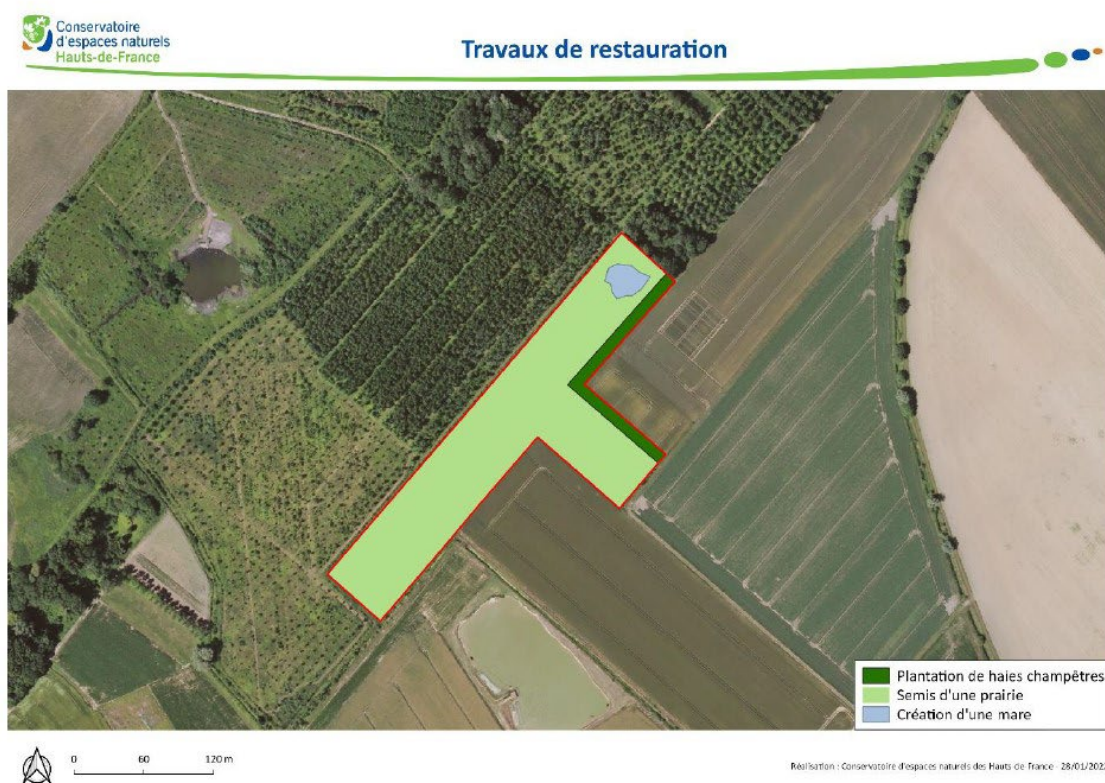 Conservatoire
d'espaces naturels
Hauts-de-France
Travaux de restauration
Plantation de haies champêtres
Semis d'une prairie
Création d'une mare
0 60 120 m
Réalisation : Conservatoire d'espaces naturels des Hauts de France - 28/01/202